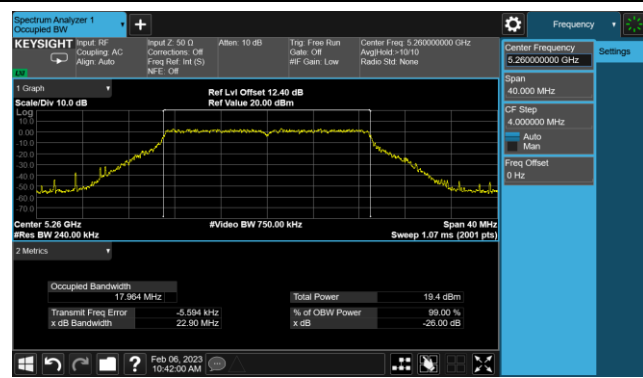 Spectrum Analyzer 1
Occupied BW
Frequency
KEYSIGHT
Input: RF
Coupling: AC
Align: Auto
Input Z: 50 Ω
Corrections: Off
Freq Ref: Int (S)
NFE: Off
Atten: 10 dB
Trig: Free Run
Gate: Off
#IF Gain: Low
Center Freq: 5.260000000 GHz
Avg|Hold:>10/10
Radio Std: None
Center Frequency
5.260000000 GHz
Settings
Span
40.000 MHz
CF Step
4.000000 MHz
Auto
Man
Freq Offset
0 Hz
1 Graph
Scale/Div 10.0 dB
Ref Lvl Offset 12.40 dB
Ref Value 20.00 dBm
Log
10.0
0.00
-10.0
-20.0
-30.0
-40.0
-50.0
-60.0
-70.0
Center 5.26 GHz
#Res BW 240.00 kHz
#Video BW 750.00 kHz
Span 40 MHz
Sweep 1.07 ms (2001 pts)
2 Metrics
Occupied Bandwidth
17.964 MHz
Total Power 19.4 dBm
Transmit Freq Error -5.594 kHz
% of OBW Power 99.00 %
x dB Bandwidth 22.90 MHz
x dB -26.00 dB
?
Feb 06, 2023
10:42:00 AM